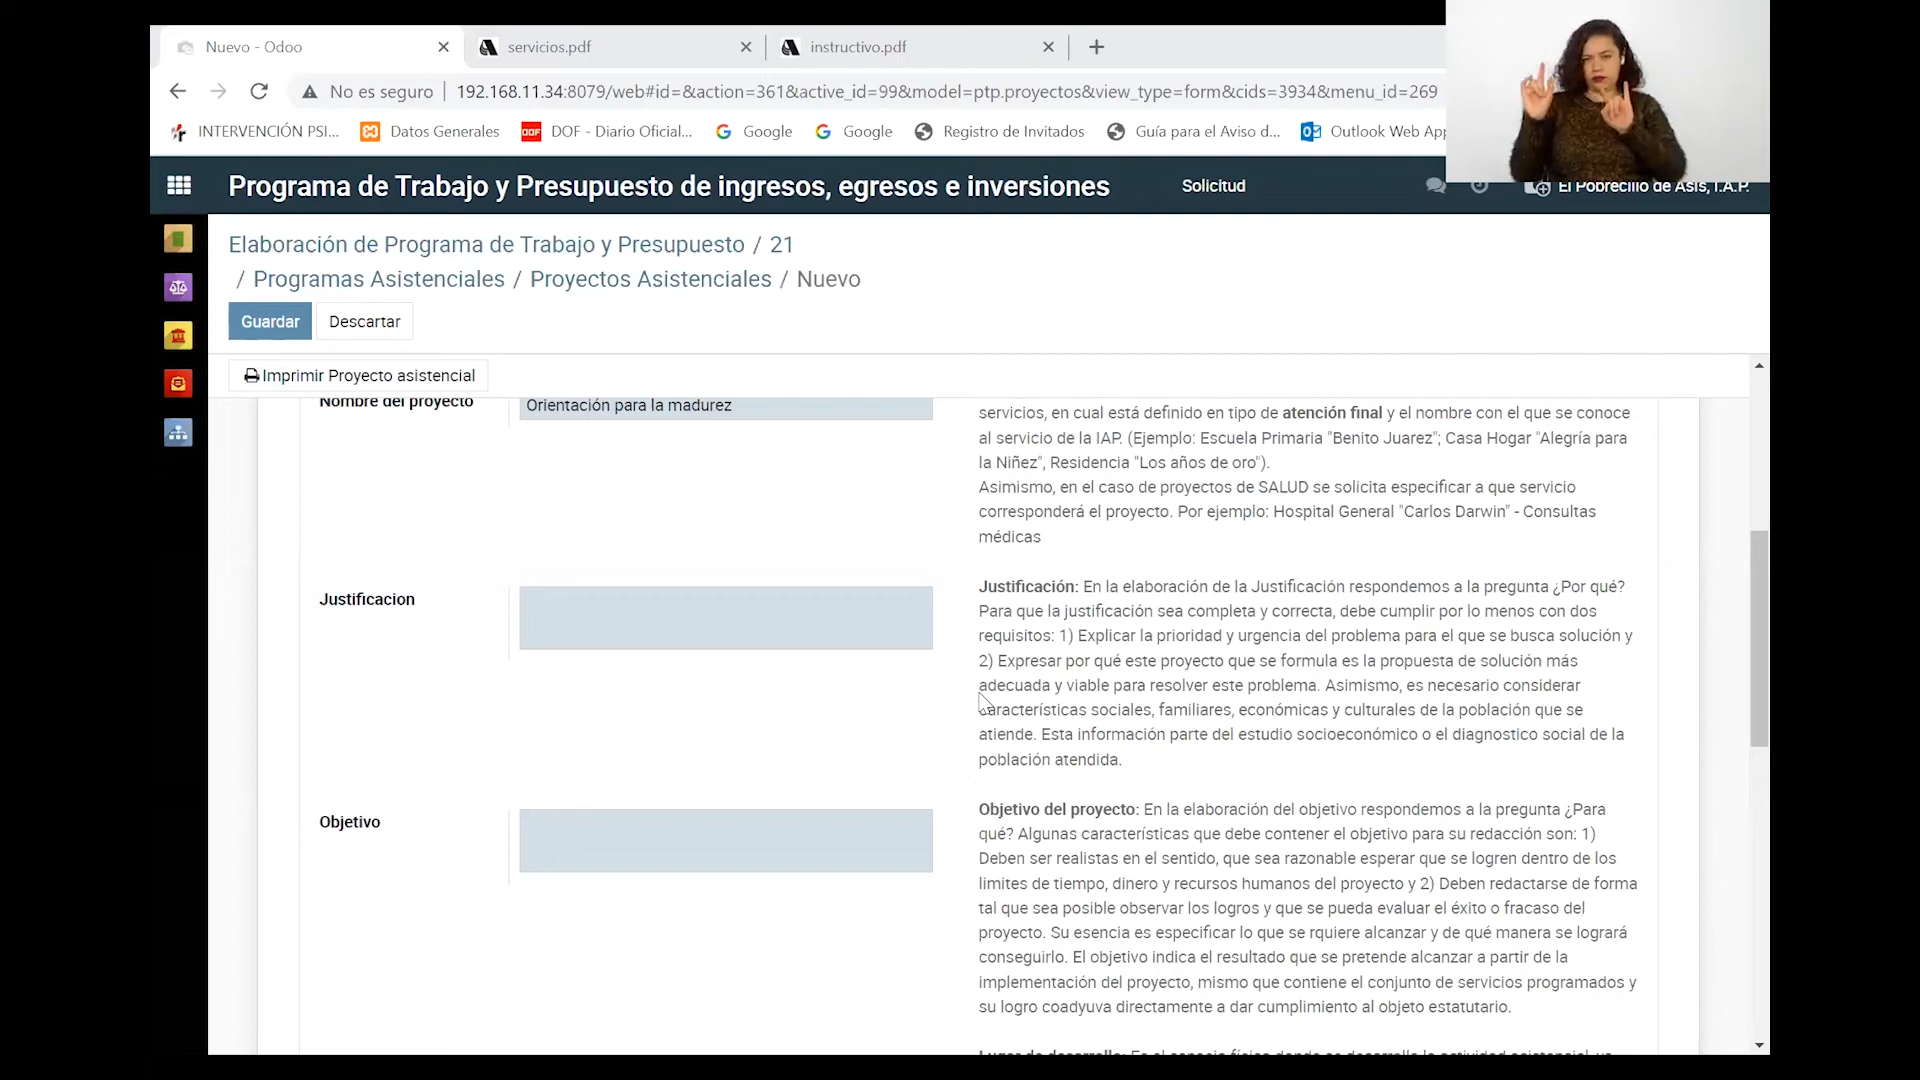 Nuevo - Odoo
servicios.pdf
instructivo.pdf
No es seguro
192.168.11.34:8079/web#id=&action=361&active_id=99&model=ptp.proyectos&view_type=form&cids=3934&menu_id=269
INTERVENCIÓN PSI...
Datos Generales
DOF
DOF - Diario Oficial...
Google
Google
Registro de Invitados
Guía para el Aviso d...
Outlook Web App
Programa de Trabajo y Presupuesto de ingresos, egresos e inversiones
Solicitud
El Pobrecillo de Asís, I.A.P.
Elaboración de Programa de Trabajo y Presupuesto / 21
/ Programas Asistenciales / Proyectos Asistenciales / Nuevo
Guardar
Descartar
Imprimir Proyecto asistencial
Nombre del proyecto
Orientación para la madurez
servicios, en cual está definido en tipo de atención final y el nombre con el que se conoce
al servicio de la IAP. (Ejemplo: Escuela Primaria "Benito Juarez"; Casa Hogar "Alegría para
la Niñez", Residencia "Los años de oro").
Asimismo, en el caso de proyectos de SALUD se solicita especificar a que servicio
corresponderá el proyecto. Por ejemplo: Hospital General "Carlos Darwin" - Consultas
médicas
Justificacion
Justificación: En la elaboración de la Justificación respondemos a la pregunta ¿Por qué?
Para que la justificación sea completa y correcta, debe cumplir por lo menos con dos
requisitos: 1) Explicar la prioridad y urgencia del problema para el que se busca solución y
2) Expresar por qué este proyecto que se formula es la propuesta de solución más
adecuada y viable para resolver este problema. Asimismo, es necesario considerar
características sociales, familiares, económicas y culturales de la población que se
atiende. Esta información parte del estudio socioeconómico o el diagnostico social de la
población atendida.
Objetivo
Objetivo del proyecto: En la elaboración del objetivo respondemos a la pregunta ¿Para
qué? Algunas características que debe contener el objetivo para su redacción son: 1)
Deben ser realistas en el sentido, que sea razonable esperar que se logren dentro de los
limites de tiempo, dinero y recursos humanos del proyecto y 2) Deben redactarse de forma
tal que sea posible observar los logros y que se pueda evaluar el éxito o fracaso del
proyecto. Su esencia es especificar lo que se rquiere alcanzar y de qué manera se logrará
conseguirlo. El objetivo indica el resultado que se pretende alcanzar a partir de la
implementación del proyecto, mismo que contiene el conjunto de servicios programados y
su logro coadyuva directamente a dar cumplimiento al objeto estatutario.
Lugar de desarrollo: Es el espacio físico donde se desarrolla la actividad asistencial, ya